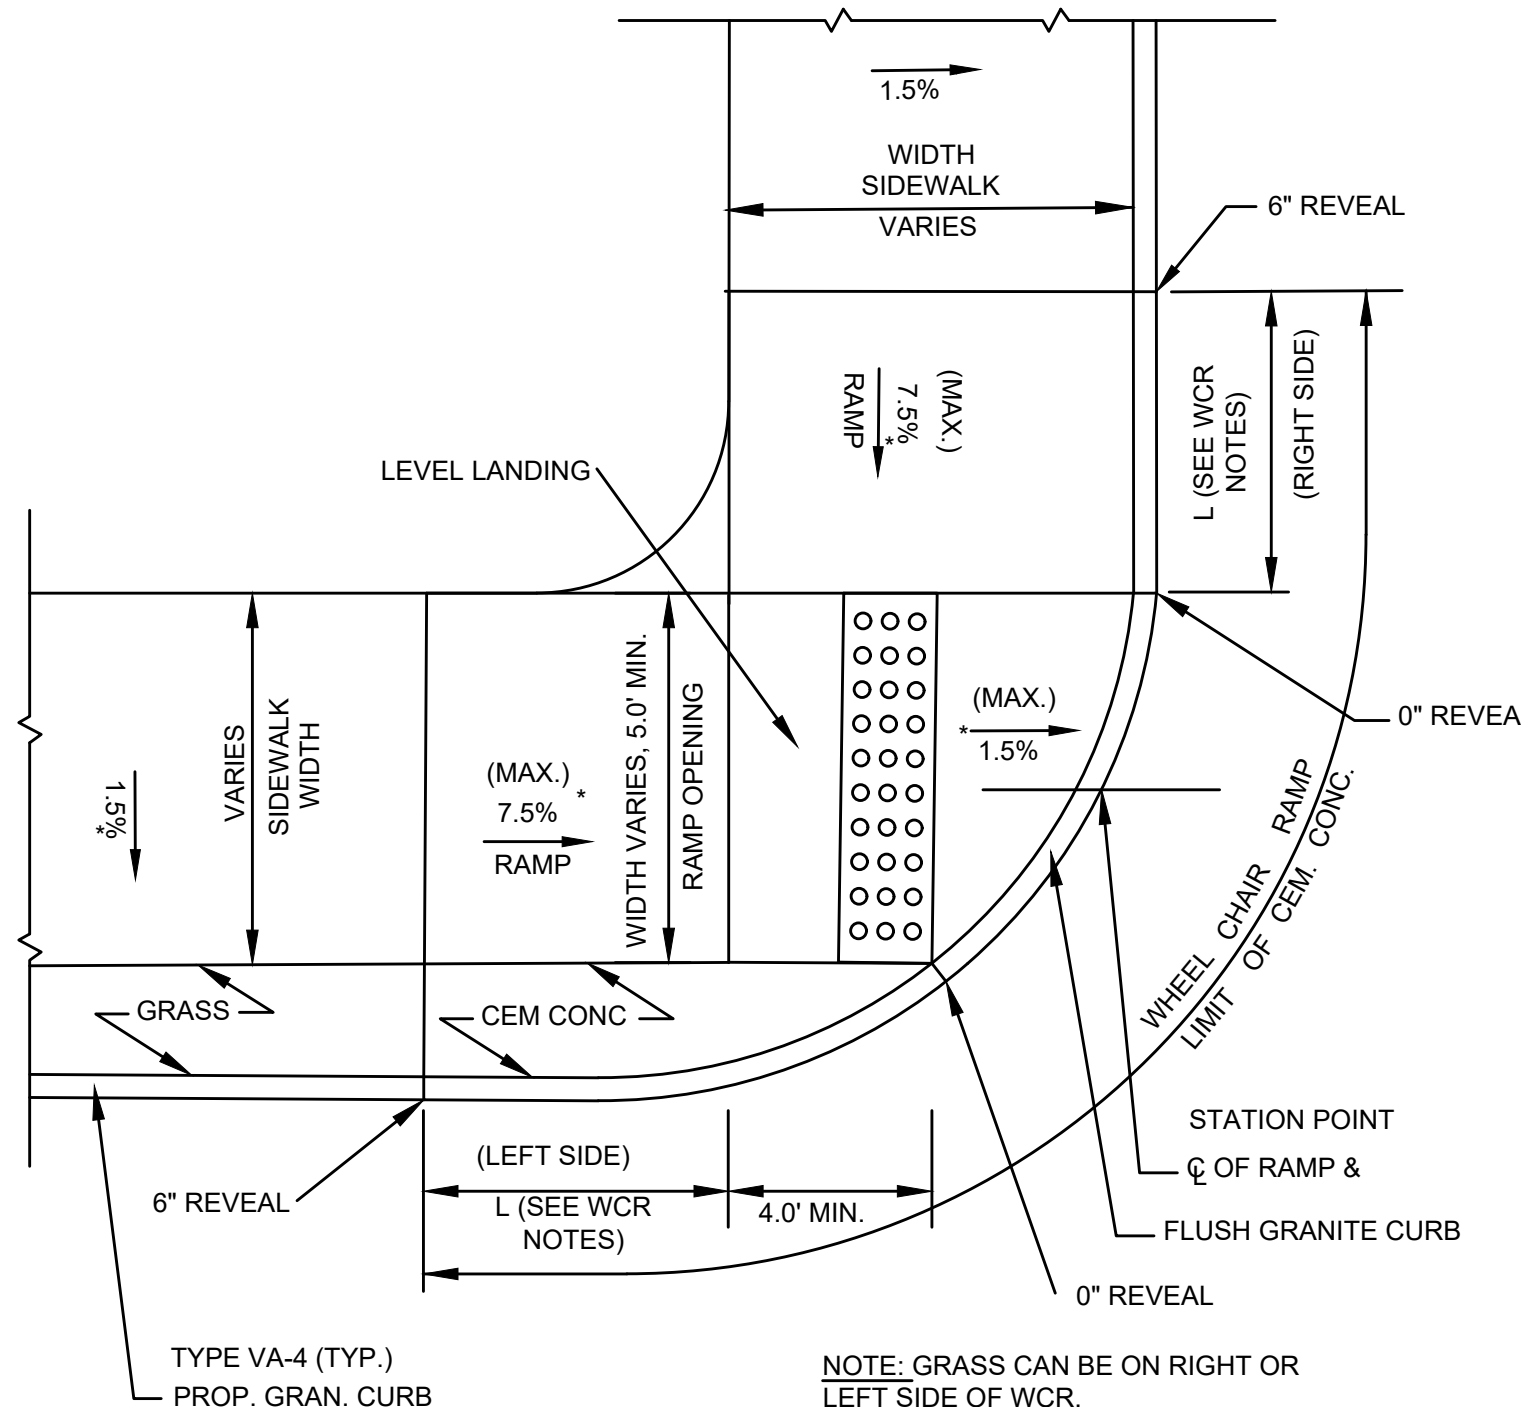 1.5%
WIDTH
SIDEWALK
VARIES
6" REVEAL
(MAX.)
7.5%
*
RAMP
L (SEE WCR
NOTES)
(RIGHT SIDE)
LEVEL LANDING
VARIES
SIDEWALK
WIDTH
1.5%
*
(MAX.)
7.5% *
RAMP
WIDTH VARIES, 5.0' MIN.
RAMP OPENING
(MAX.)
*
1.5%
0" REVEA
WHEEL CHAIR RAMP
LIMIT OF CEM. CONC.
GRASS
CEM CONC
STATION POINT
℄ OF RAMP &
FLUSH GRANITE CURB
(LEFT SIDE)
L (SEE WCR
NOTES)
4.0' MIN.
6" REVEAL
0" REVEAL
TYPE VA-4 (TYP.)
PROP. GRAN. CURB
NOTE: GRASS CAN BE ON RIGHT OR
LEFT SIDE OF WCR.